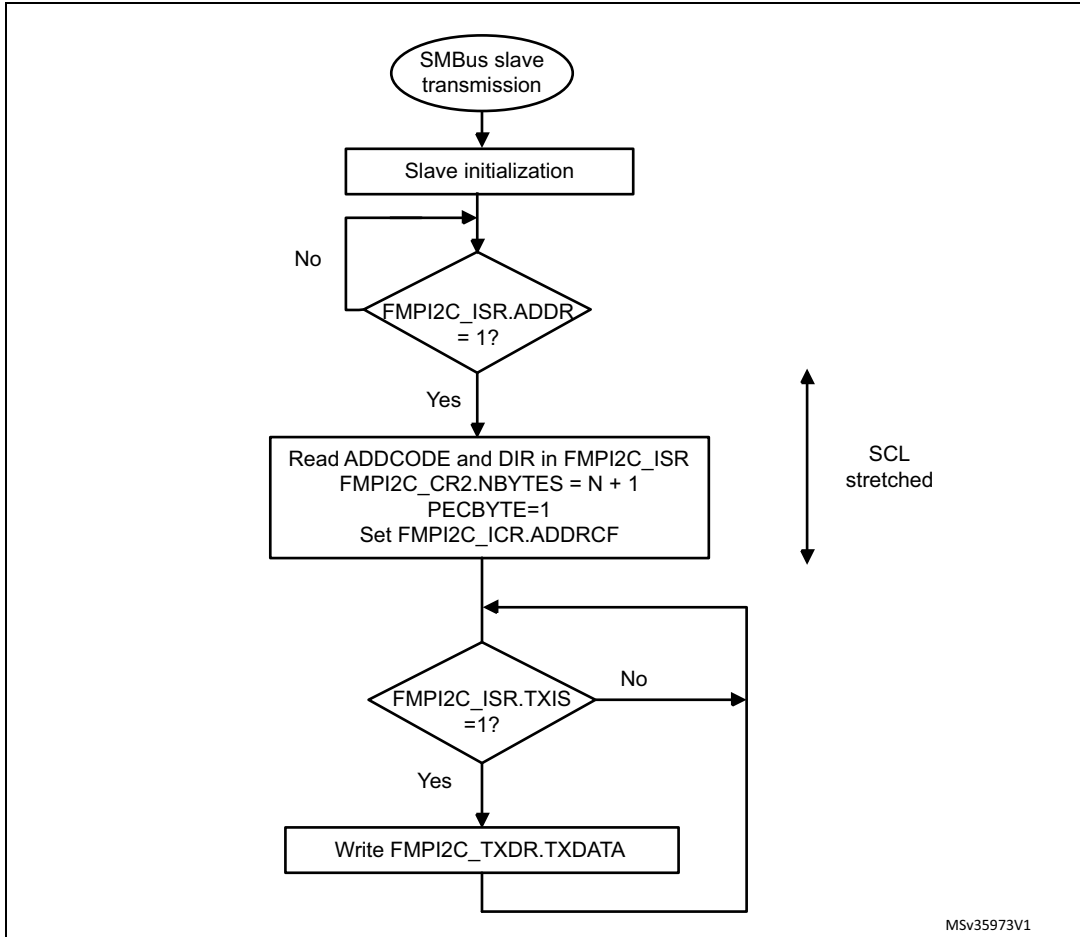 SMBus slave
transmission
Slave initialization
No
FMPI2C_ISR.ADDR
= 1?
Yes
SCL
stretched
Read ADDCODE and DIR in FMPI2C_ISR
FMPI2C_CR2.NBYTES = N + 1
PECBYTE=1
Set FMPI2C_ICR.ADDRCF
FMPI2C_ISR.TXIS
=1?
No
Yes
Write FMPI2C_TXDR.TXDATA
MSv35973V1